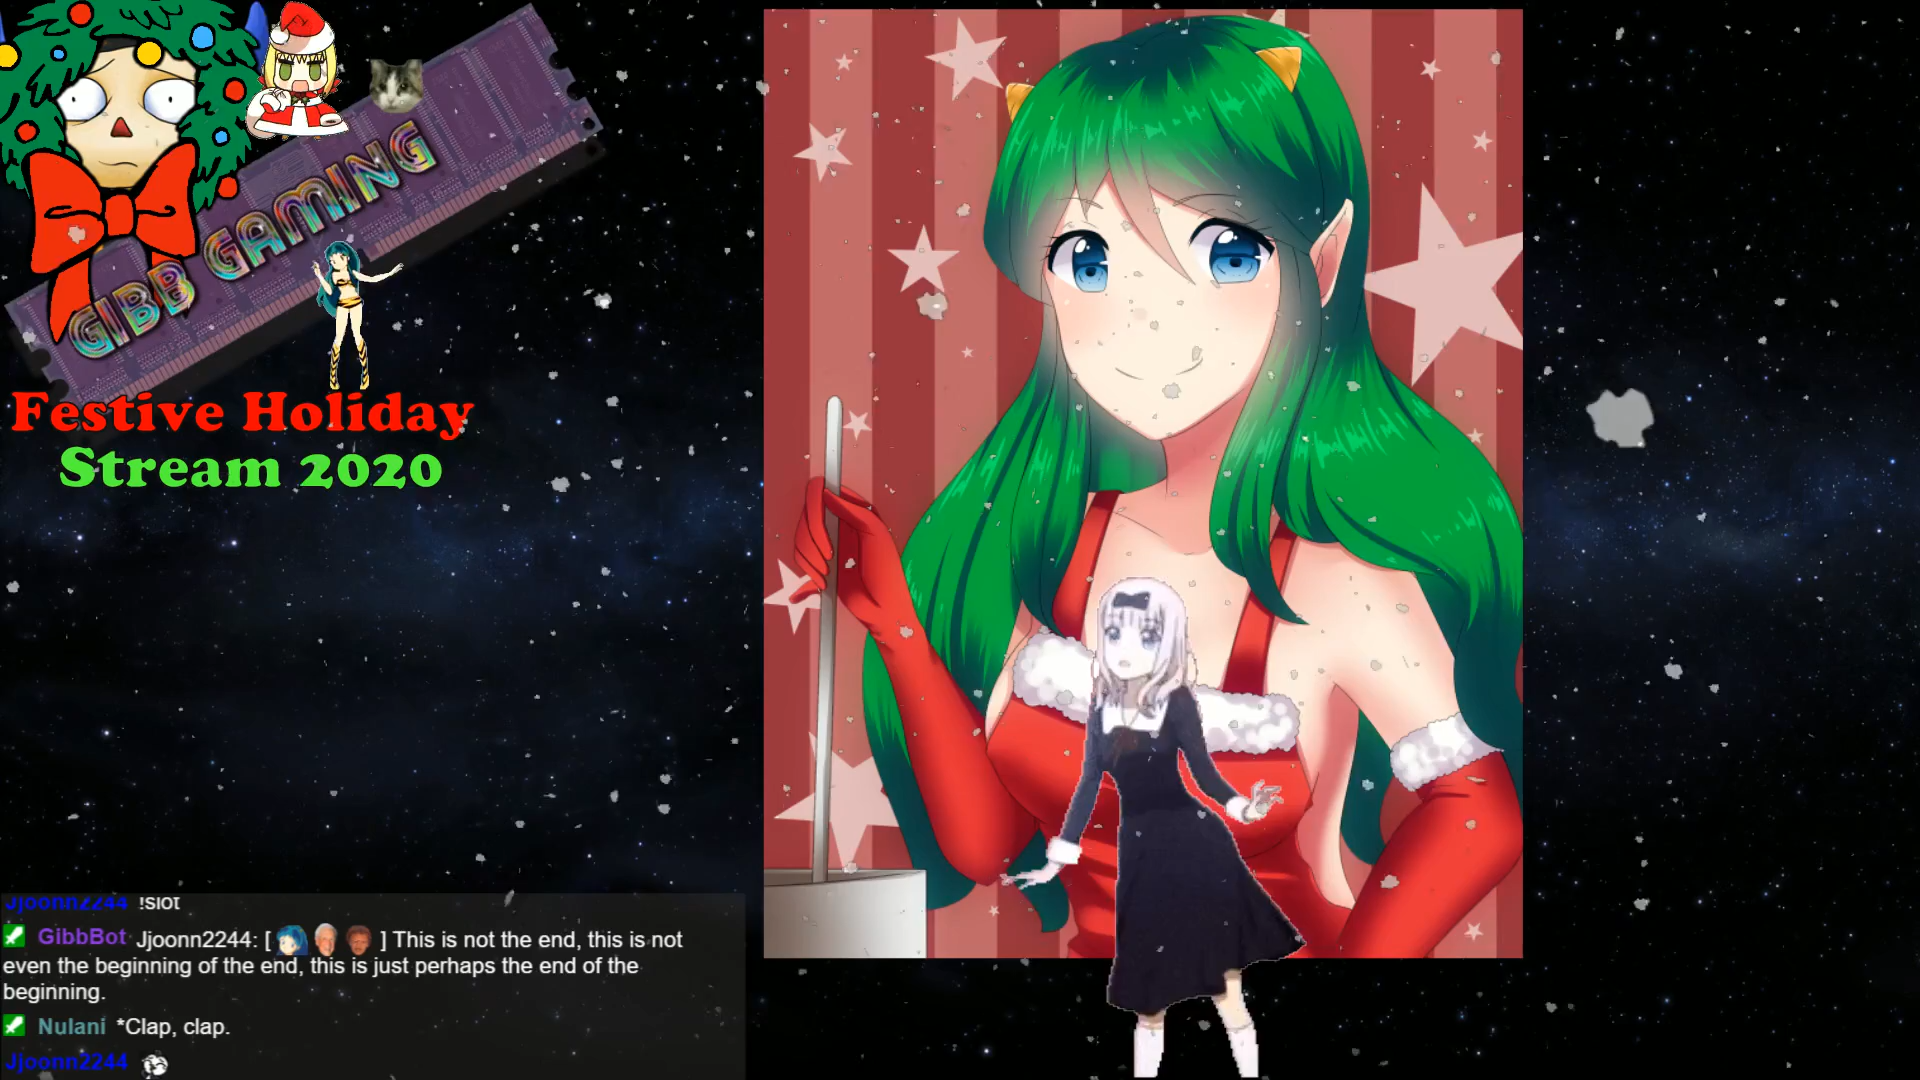 GIBB GAMING
Festive Holiday
Stream 2020
Jjoonn2244 !slot
GibbBot Jjoonn2244: [ ] This is not the end, this is not
even the beginning of the end, this is just perhaps the end of the
beginning.
Nulani *Clap, clap.
Jjoonn2244